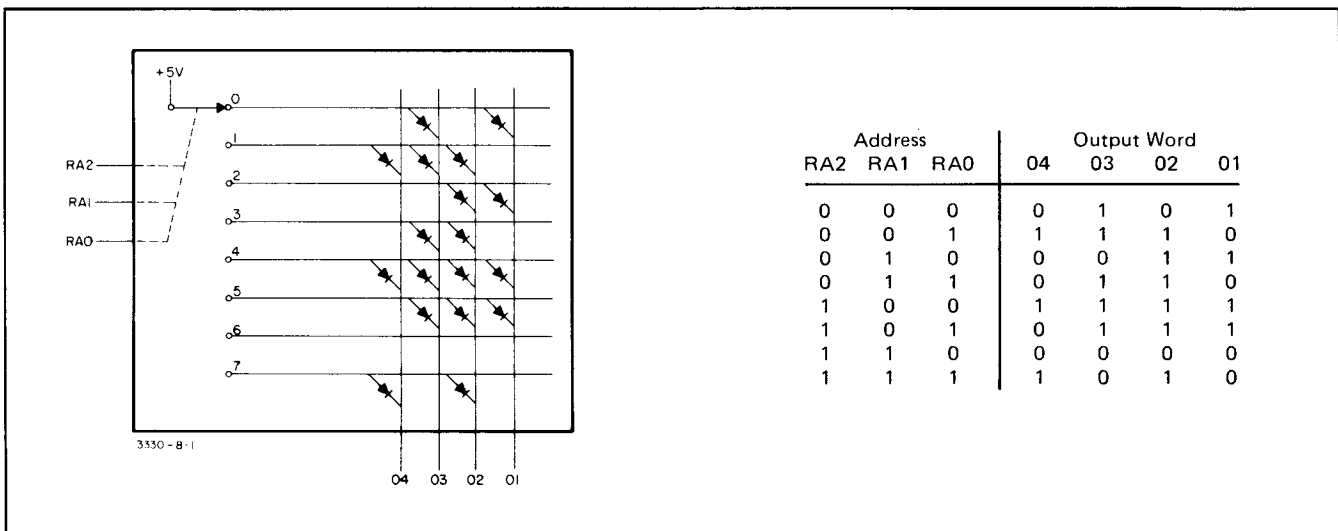 +5V
0
1
RA2
2
RA1
3
RA0
4
5
6
7
3330-8-1
04 03 02 01
Address Output Word
RA2 RA1 RA0 04 03 02 01
0 0 0 0 1 0 1
0 0 1 1 1 1 0
0 1 0 0 0 1 1
0 1 1 0 1 1 0
1 0 0 1 1 1 1
1 0 1 0 1 1 1
1 1 0 0 0 0 0
1 1 1 1 0 1 0